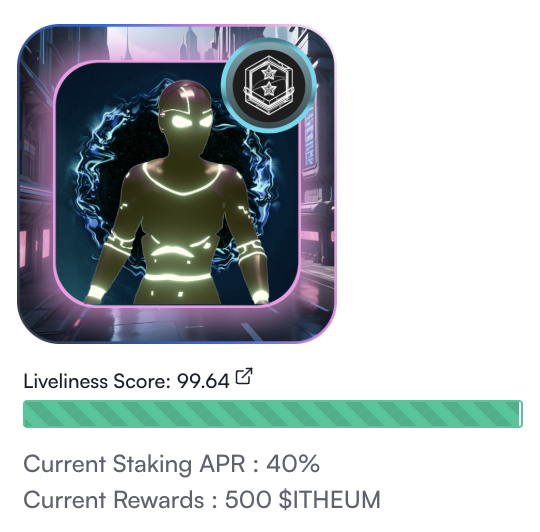 Liveliness Score: 99.64
Current Staking APR : 40%
Current Rewards : 500 $ITHEUM